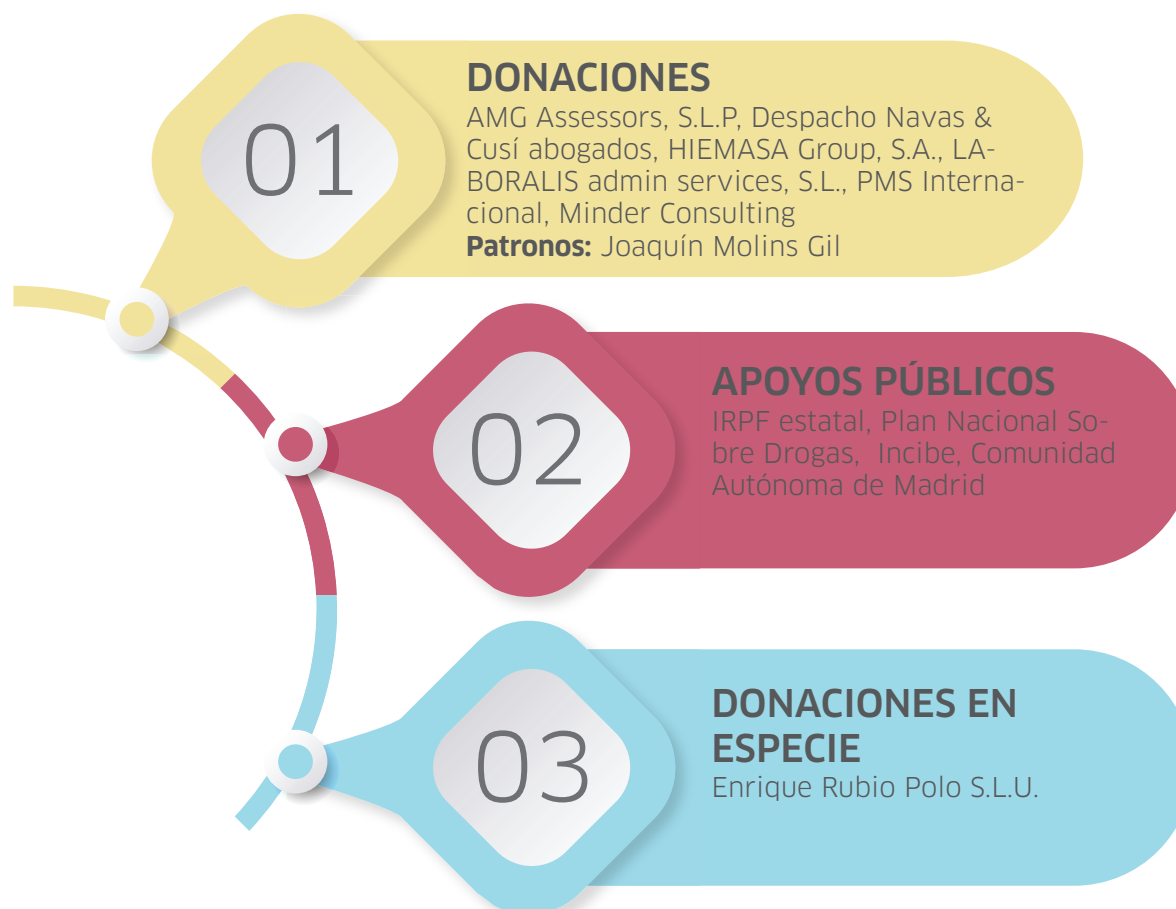 01
DONACIONES
AMG Assessors, S.L.P, Despacho Navas &
Cusí abogados, HIEMASA Group, S.A., LA-
BORALIS admin services, S.L., PMS Interna-
cional, Minder Consulting
Patronos: Joaquín Molins Gil
02
APOYOS PÚBLICOS
IRPF estatal, Plan Nacional So-
bre Drogas, Incibe, Comunidad
Autónoma de Madrid
03
DONACIONES EN
ESPECIE
Enrique Rubio Polo S.L.U.